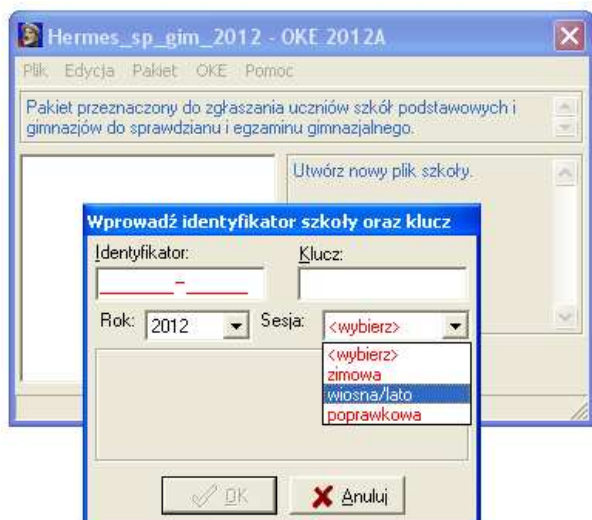 Hermes_sp_gim_2012 - OKE 2012A
Plik Edycja Pakiet OKE Pomoc
Pakiet przeznaczony do zgłaszania uczniów szkół podstawowych i
gimnazjów do sprawdzianu i egzaminu gimnazjalnego.
Utwórz nowy plik szkoły.
Wprowadź identyfikator szkoły oraz klucz
Identyfikator: Klucz:
______-______
Rok: 2012 Sesja: <wybierz>
<wybierz>
zimowa
wiosna/lato
poprawkowa
OK Anuluj